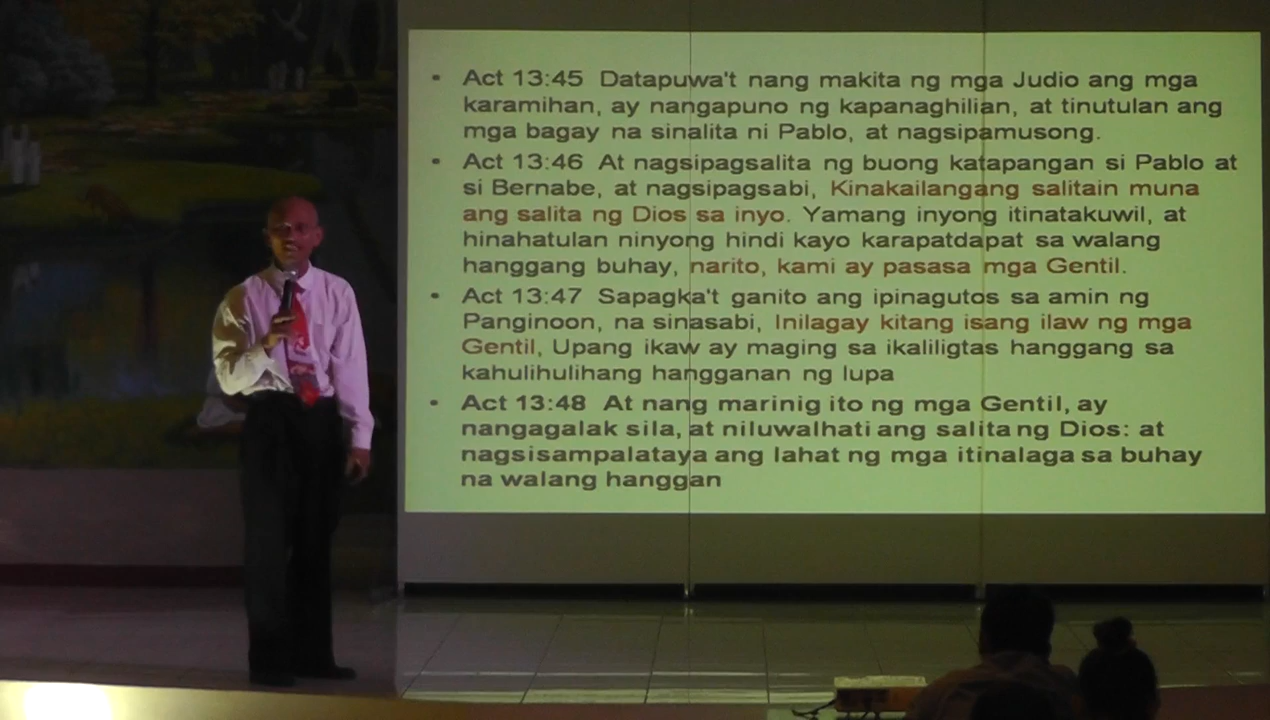 • Act 13:45 Datapuwa't nang makita ng mga Judio ang mga
karamihan, ay nangapuno ng kapanaghilian, at tinutulan ang
mga bagay na sinalita ni Pablo, at nagsipamusong.
• Act 13:46 At nagsipagsalita ng buong katapangan si Pablo at
si Bernabe, at nagsipagsabi, Kinakailangang salitain muna
ang salita ng Dios sa inyo. Yamang inyong itinatakuwil, at
hinahatulan ninyong hindi kayo karapatdapat sa walang
hanggang buhay, narito, kami ay pasasa mga Gentil.
• Act 13:47 Sapagka't ganito ang ipinagutos sa amin ng
Panginoon, na sinasabi, Inilagay kitang isang ilaw ng mga
Gentil, Upang ikaw ay maging sa ikaliligtas hanggang sa
kahulihulihang hangganan ng lupa
• Act 13:48 At nang marinig ito ng mga Gentil, ay
nangagalak sila, at niluwalhati ang salita ng Dios: at
nagsisampalataya ang lahat ng mga itinalaga sa buhay
na walang hanggan